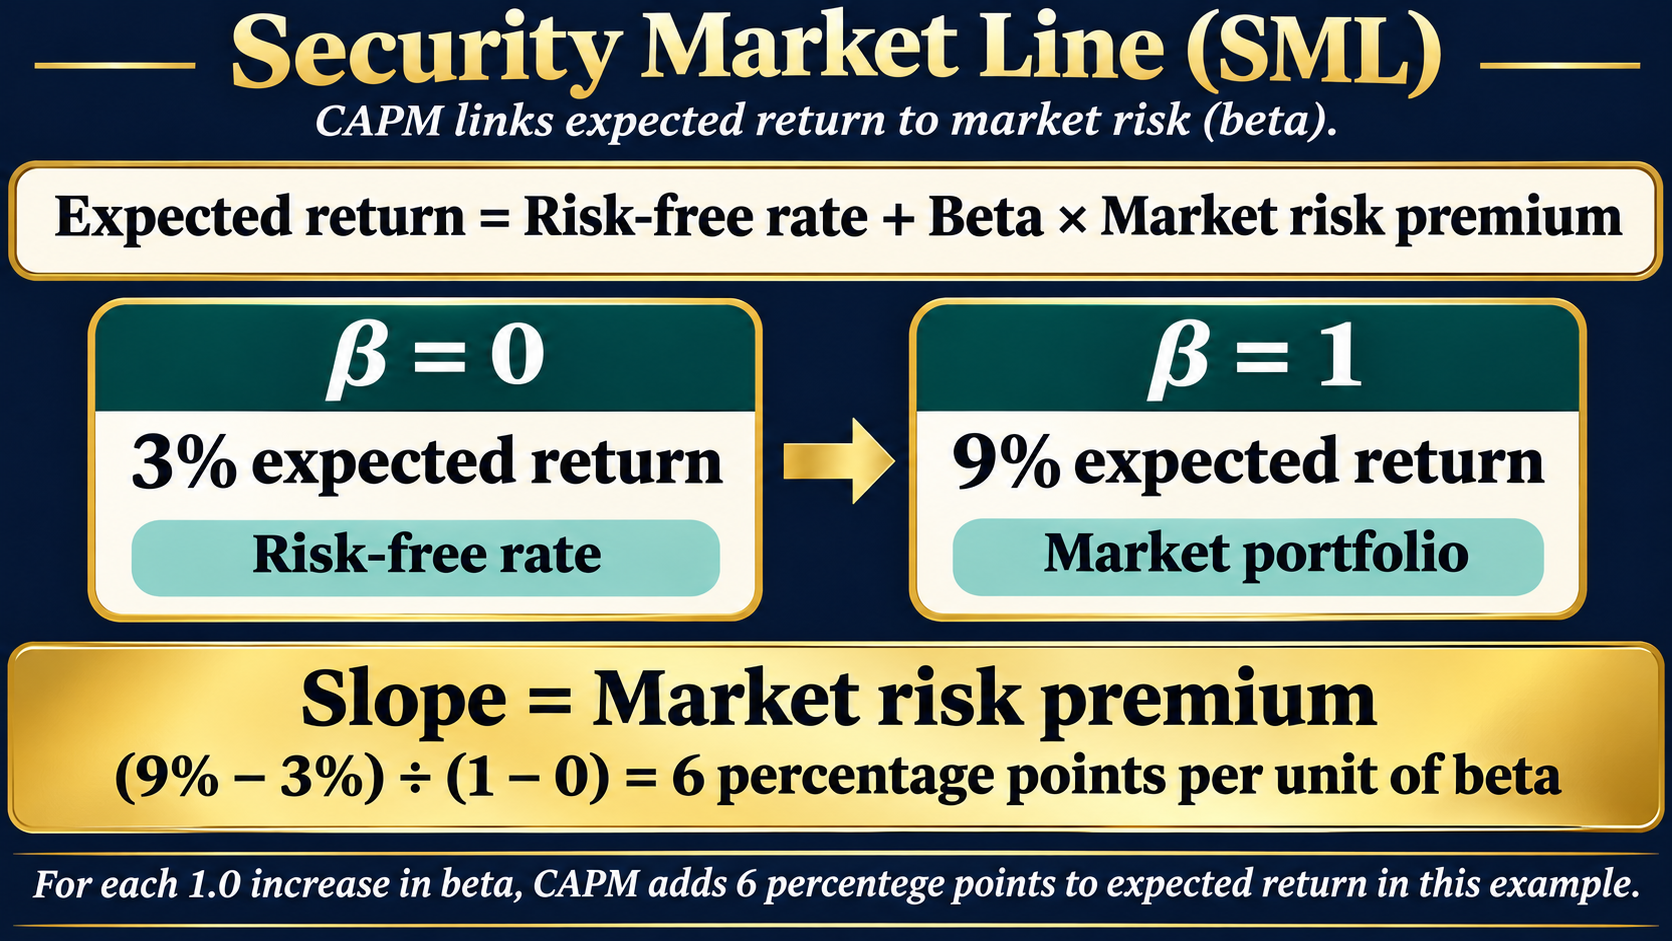 Security Market Line (SML)
CAPM links expected return to market risk (beta).
Expected return = Risk-free rate + Beta × Market risk premium
β = 0
3% expected return
Risk-free rate
β = 1
9% expected return
Market portfolio
Slope = Market risk premium
(9% − 3%) ÷ (1 − 0) = 6 percentage points per unit of beta
For each 1.0 increase in beta, CAPM adds 6 percentege points to expected return in this example.